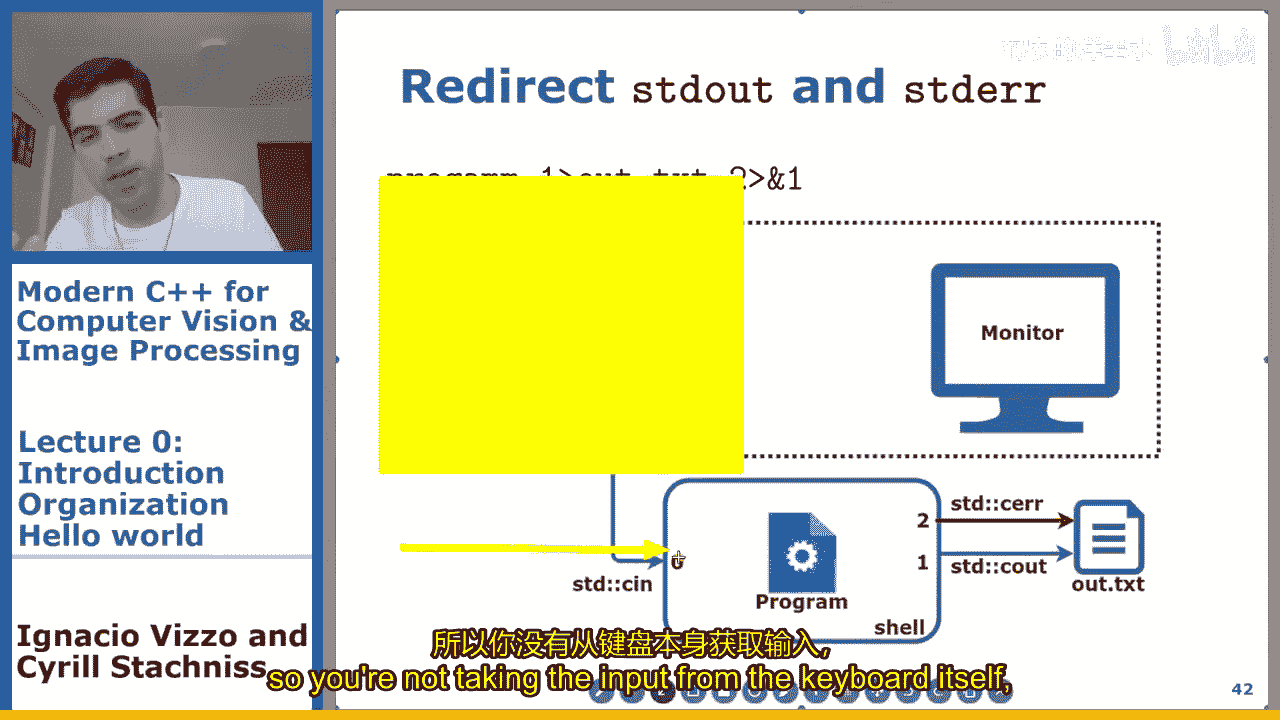 Redirect stdout and stderr
progarm 1>out.txt 2>&1
Monitor
Modern C++ for
Computer Vision &
Image Processing
Lecture 0:
Introduction
Organization
Hello world
Ignacio Vizzo and
Cyrill Stachniss
std::cerr
2
0
1
std::cout
std::cin
out.txt
Program
shell
所以你没有从键盘本身获取输入,
so you're not taking the input from the keyboard itself,
42